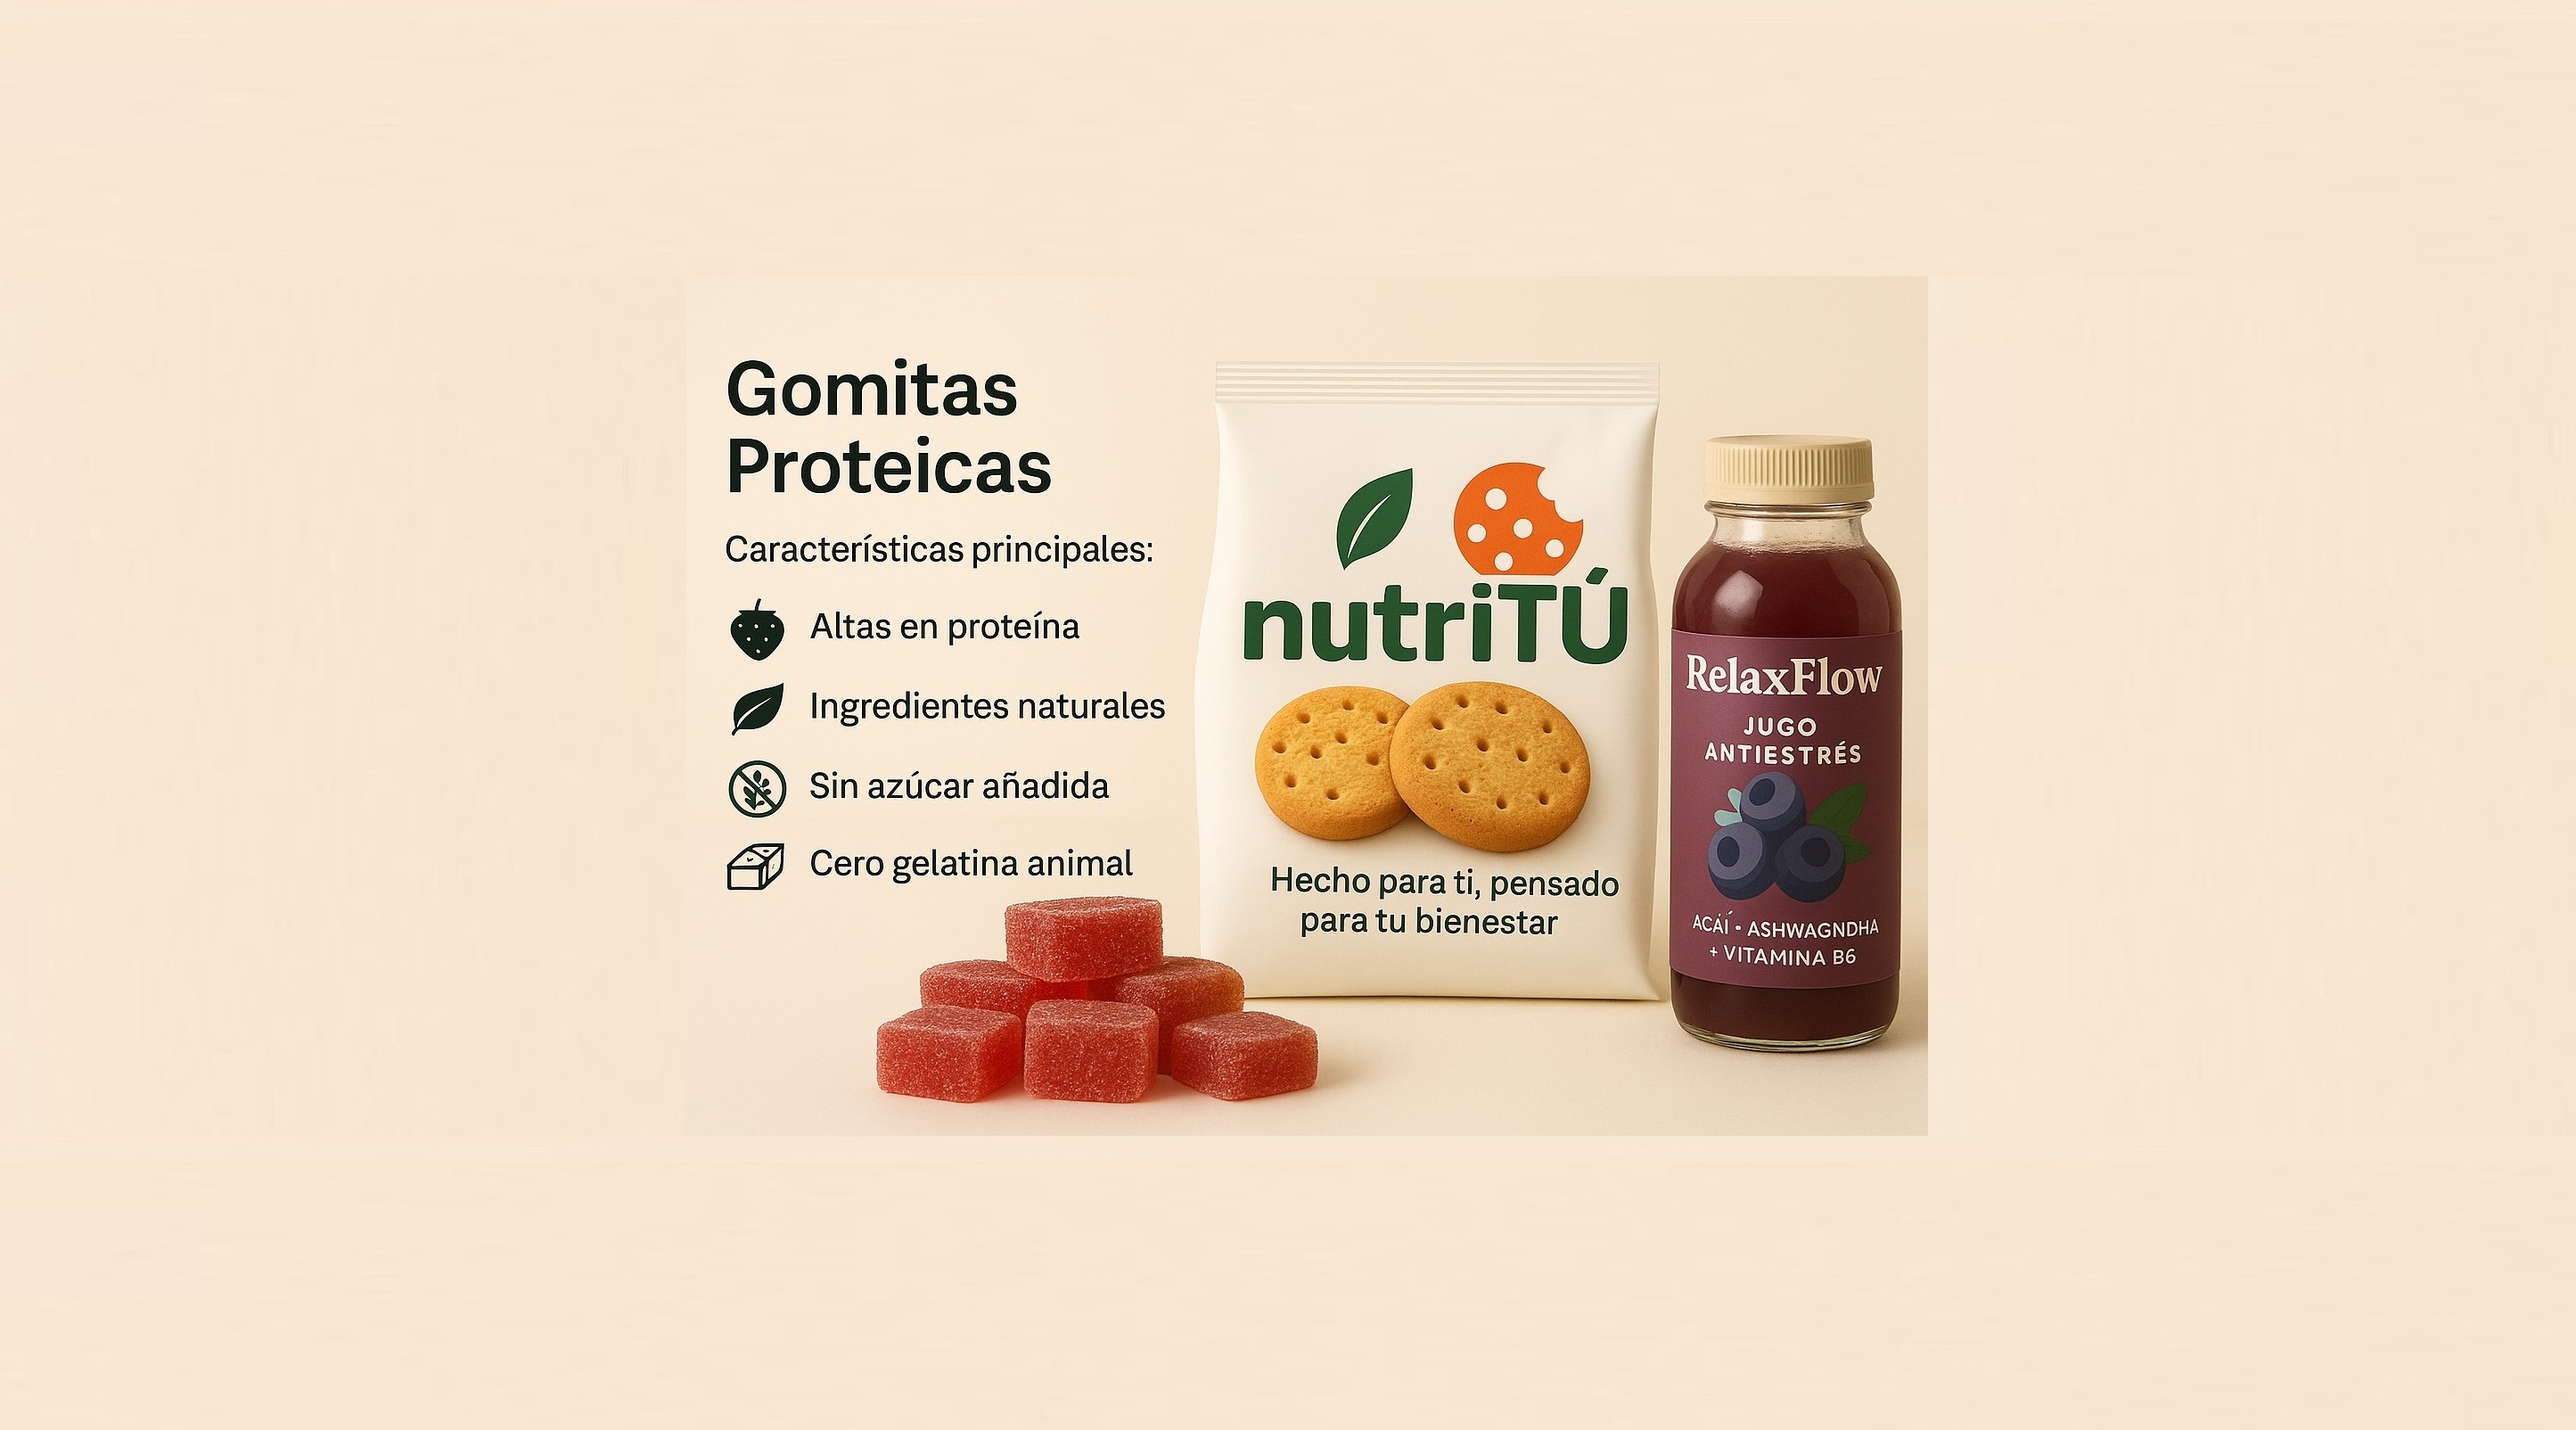 Gomitas
Proteicas
Características principales:
Altas en proteína
Ingredientes naturales
Sin azúcar añadida
Cero gelatina animal
nutriTÚ
Hecho para ti, pensado
para tu bienestar
RelaxFlow
JUGO
ANTIESTRÉS
ACÁÍ • ASHWAGNDHA
+ VITAMINA B6